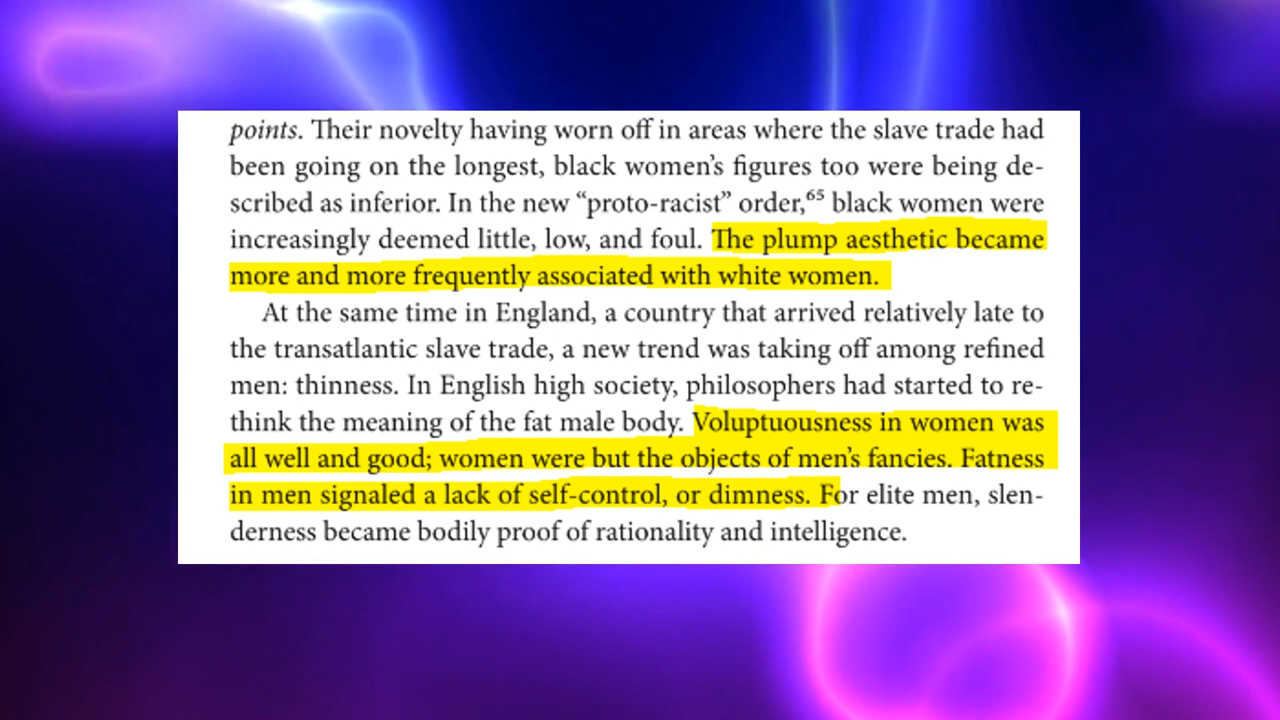 points. Their novelty having worn off in areas where the slave trade had
been going on the longest, black women’s figures too were being de-
scribed as inferior. In the new “proto-racist” order,⁶⁵ black women were
increasingly deemed little, low, and foul. The plump aesthetic became
more and more frequently associated with white women.
At the same time in England, a country that arrived relatively late to
the transatlantic slave trade, a new trend was taking off among refined
men: thinness. In English high society, philosophers had started to re-
think the meaning of the fat male body. Voluptuousness in women was
all well and good; women were but the objects of men’s fancies. Fatness
in men signaled a lack of self-control, or dimness. For elite men, slen-
derness became bodily proof of rationality and intelligence.